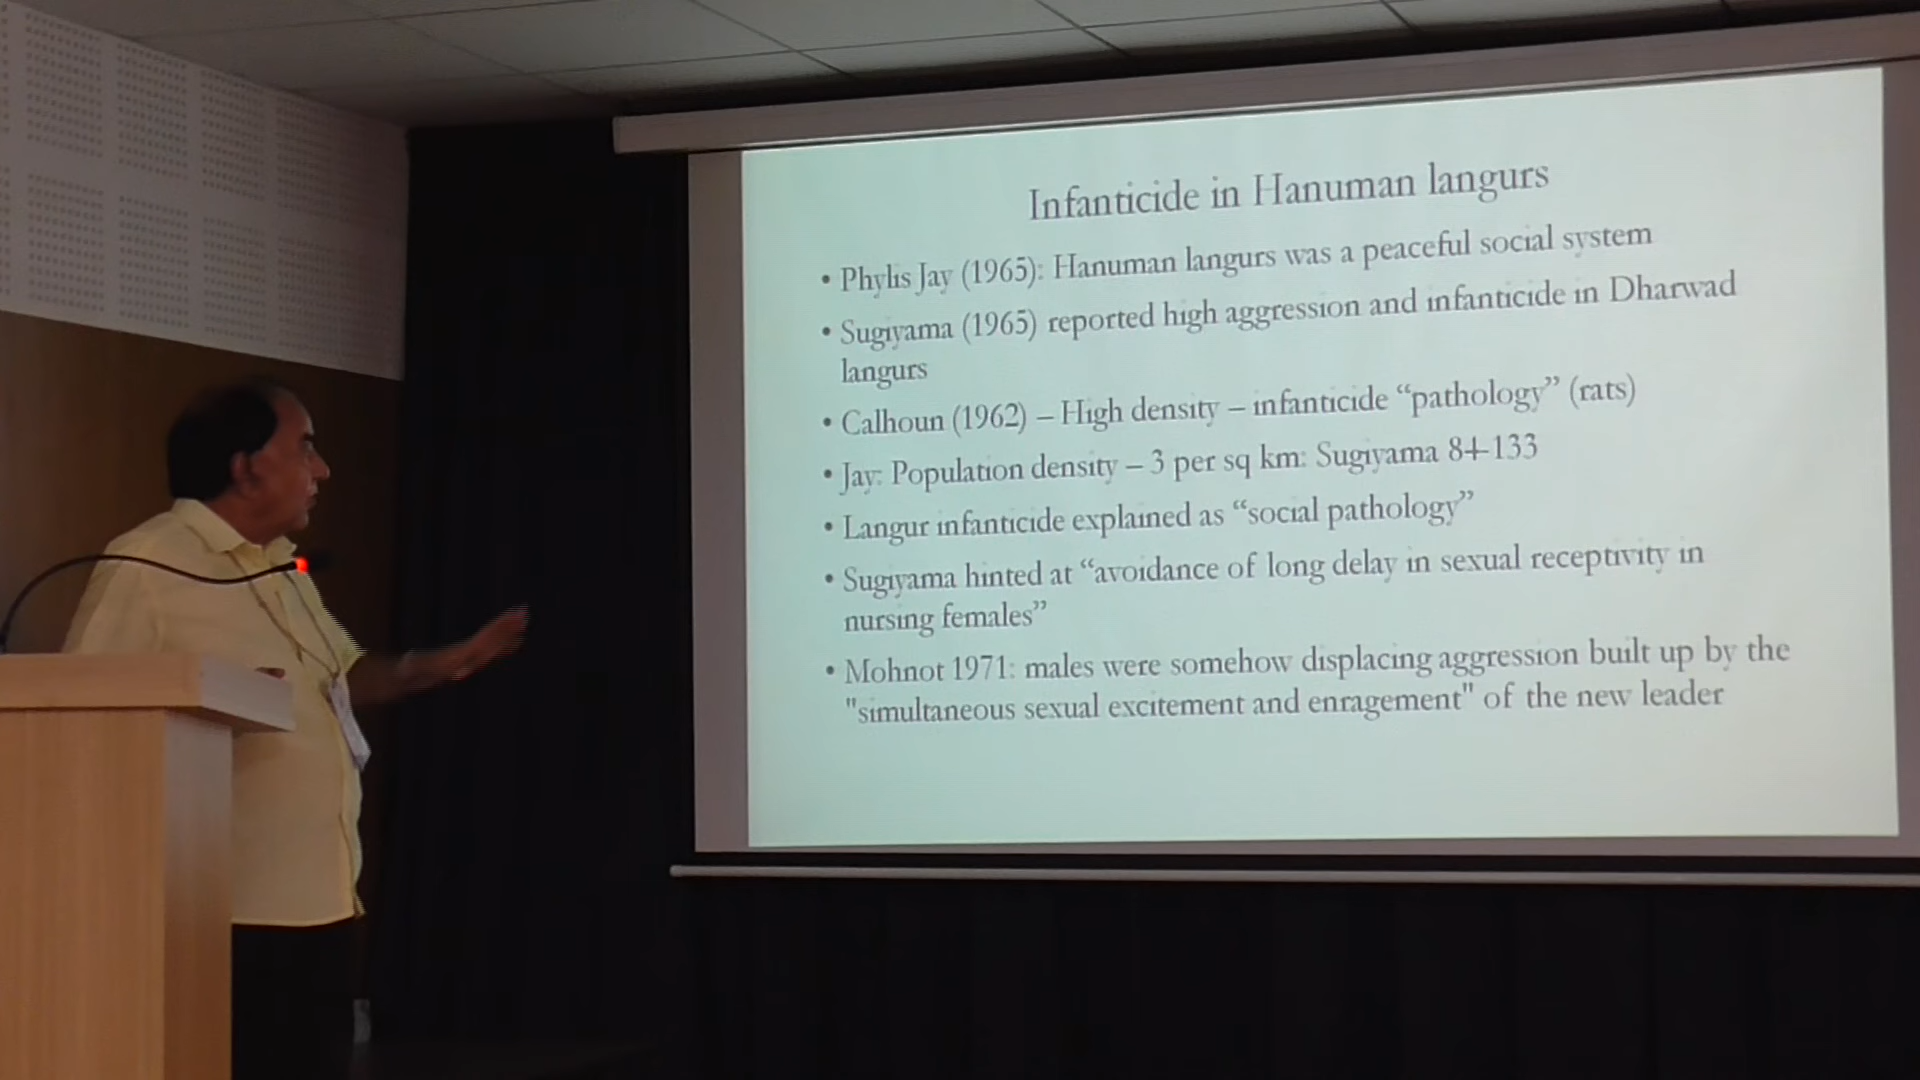 Infanticide in Hanuman langurs
• Phylis Jay (1965): Hanuman langurs was a peaceful social system
• Sugiyama (1965) reported high aggression and infanticide in Dharwad
langurs
• Calhoun (1962) – High density – infanticide “pathology” (rats)
• Jay: Population density – 3 per sq km: Sugiyama 84-133
• Langur infanticide explained as “social pathology”
• Sugiyama hinted at “avoidance of long delay in sexual receptivity in
nursing females”
• Mohnot 1971: males were somehow displacing aggression built up by the
"simultaneous sexual excitement and enragement" of the new leader